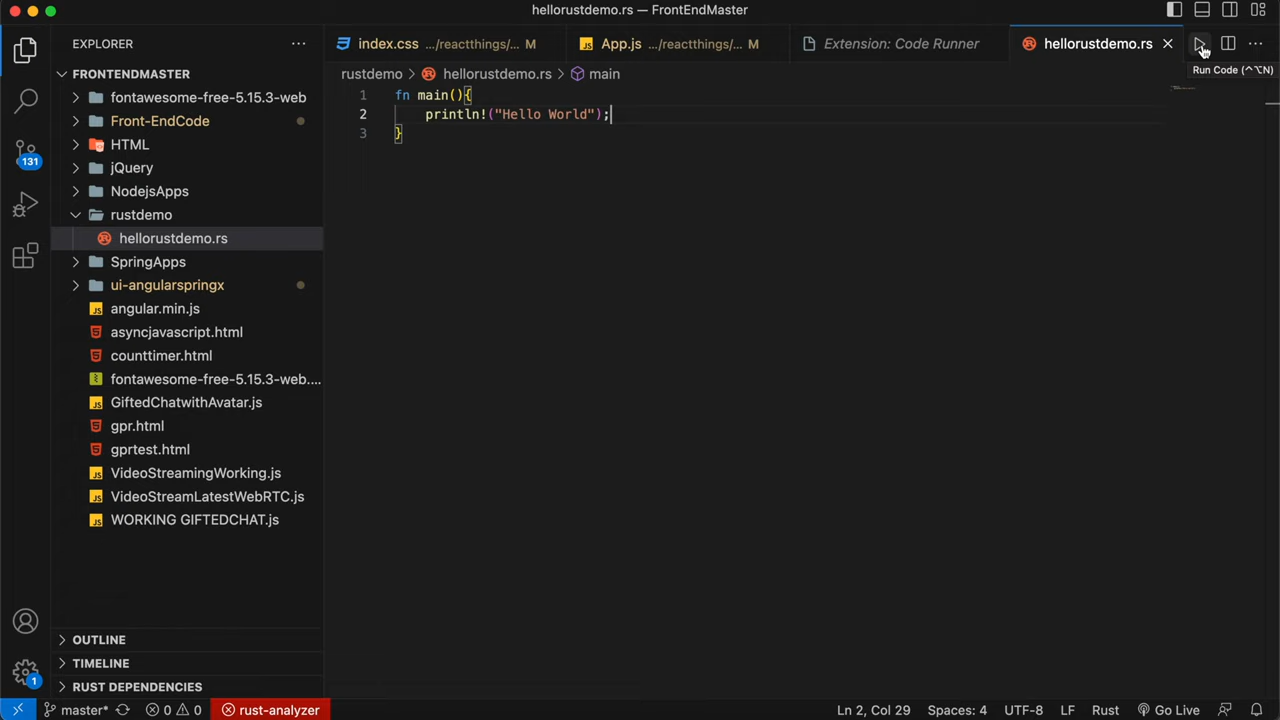 hellorustdemo.rs — FrontEndMaster
EXPLORER
index.css .../reactthings/ M
App.js .../reactthings/ M
Extension: Code Runner
hellorustdemo.rs
Run Code (^⌥N)
FRONTENDMASTER
rustdemo > hellorustdemo.rs > main
fontawesome-free-5.15.3-web
Front-EndCode
HTML
jQuery
NodejsApps
rustdemo
hellorustdemo.rs
SpringApps
ui-angularspringx
angular.min.js
asyncjavascript.html
counttimer.html
fontawesome-free-5.15.3-web....
GiftedChatwithAvatar.js
gpr.html
gprtest.html
VideoStreamingWorking.js
VideoStreamLatestWebRTC.js
WORKING GIFTEDCHAT.js
131
1 fn main(){
2 println!("Hello World");
3 }
OUTLINE
TIMELINE
RUST DEPENDENCIES
1
master* 0 0 rust-analyzer Ln 2, Col 29 Spaces: 4 UTF-8 LF Rust Go Live